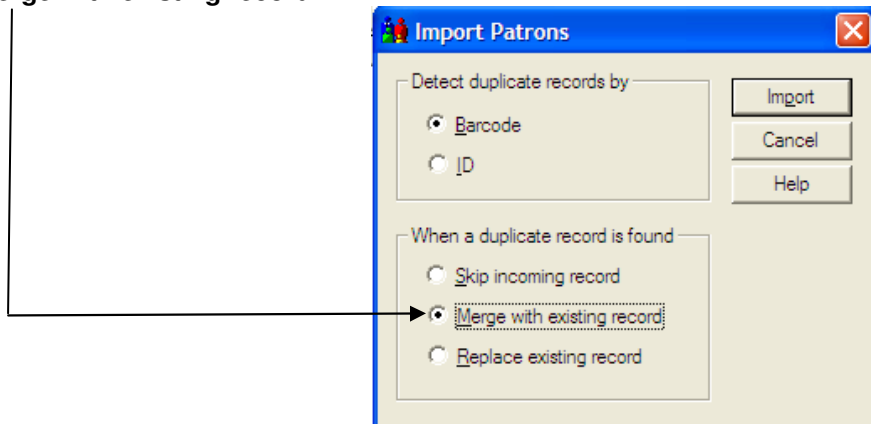 Import Patrons
Detect duplicate records by
Barcode
ID
Import
Cancel
Help
When a duplicate record is found
Skip incoming record
Merge with existing record
Replace existing record